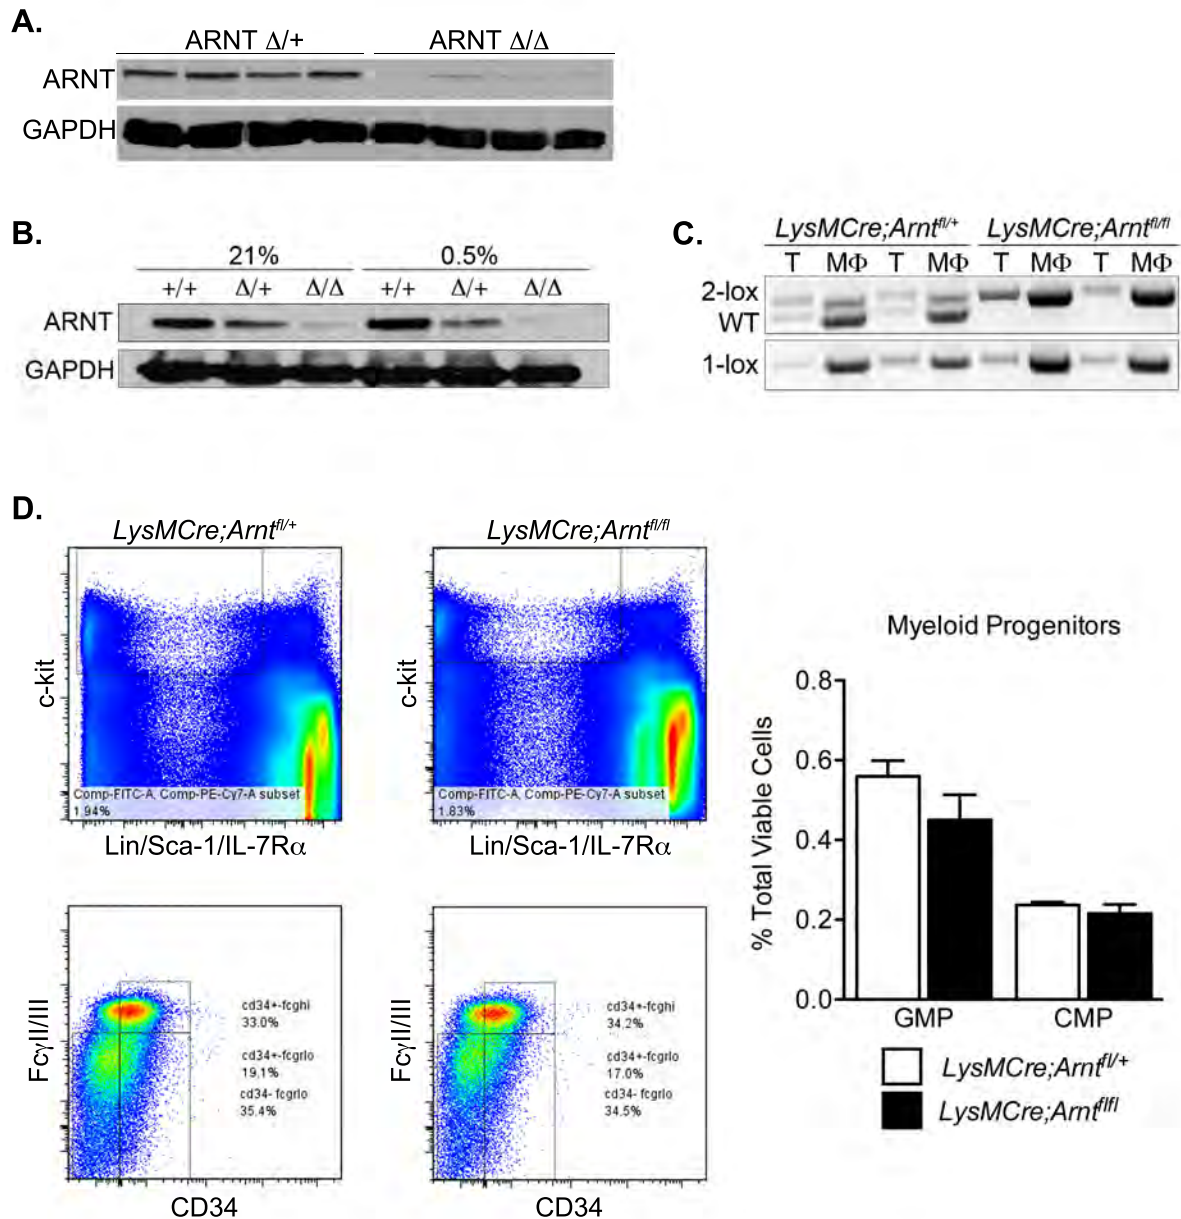 A.
ARNT Δ/+ ARNT Δ/Δ
ARNT
GAPDH
B.
21% 0.5%
+/+ Δ/+ Δ/Δ +/+ Δ/+ Δ/Δ
ARNT
GAPDH
C.
LysMCre;Arntfl/+ LysMCre;Arntfl/fl
T MΦ T MΦ T MΦ T MΦ
2-lox
WT
1-lox
D.
LysMCre;Arntfl/+
c-kit
Comp-FITC-A, Comp-PE-Cy7-A subset
1.94%
Lin/Sca-1/IL-7Rα
LysMCre;Arntfl/fl
c-kit
Comp-FITC-A, Comp-PE-Cy7-A subset
1.83%
Lin/Sca-1/IL-7Rα
FcγII/III
cd34+-fcghi
33.0%
cd34+-fcgrlo
19.1%
cd34- fcgrlo
35.4%
CD34
FcγII/III
cd34+-fcghi
34.2%
cd34+-fcgrlo
17.0%
cd34- fcgrlo
34.5%
CD34
Myeloid Progenitors
% Total Viable Cells
0.8
0.6
0.4
0.2
0.0
GMP CMP
LysMCre;Arntfl/+
LysMCre;Arntflfl